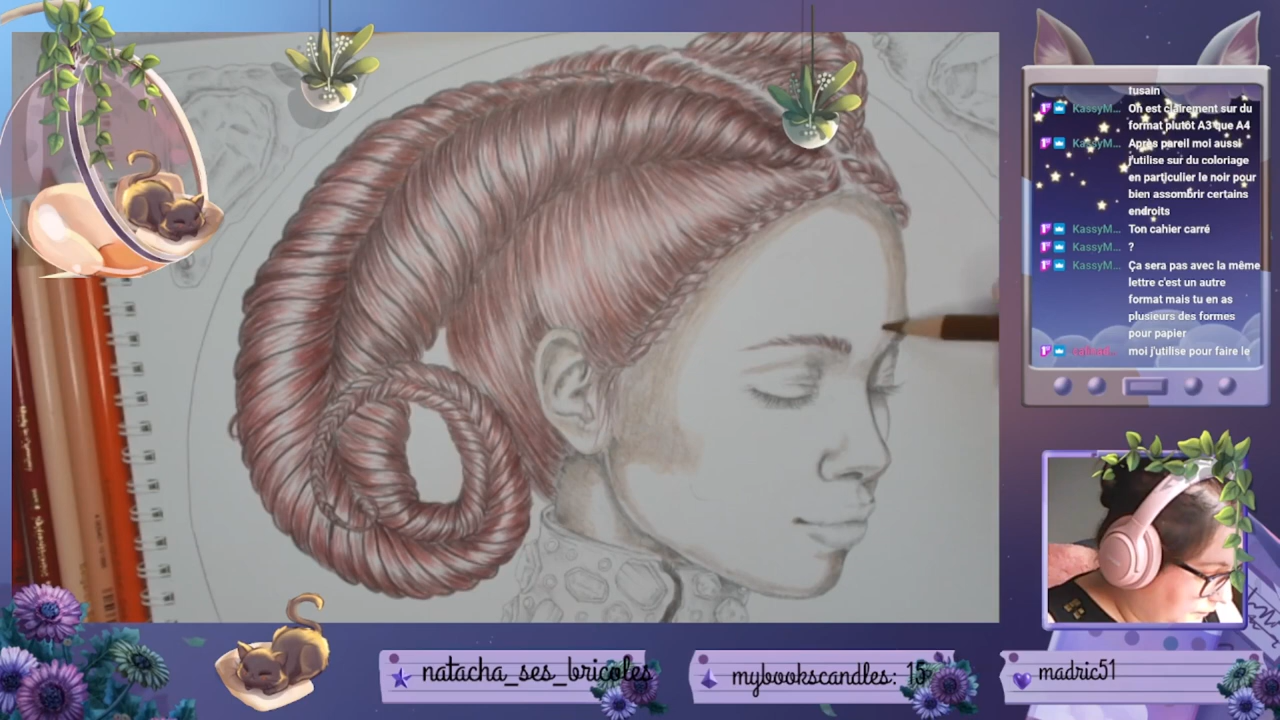 fusain
KassyM... On est clairement sur du
format plutôt A3 que A4
KassyM... Après pareil moi aussi
j'utilise sur du coloriage
en particulier le noir pour
bien assombrir certains
endroits
KassyM... Ton cahier carré
KassyM... ?
KassyM... Ça sera pas avec la même
lettre c'est un autre
format mais tu en as
plusieurs des formes
pour papier
moi j'utilise pour faire le
natacha_ses_bricoles
mybookscandles: 15
madric51